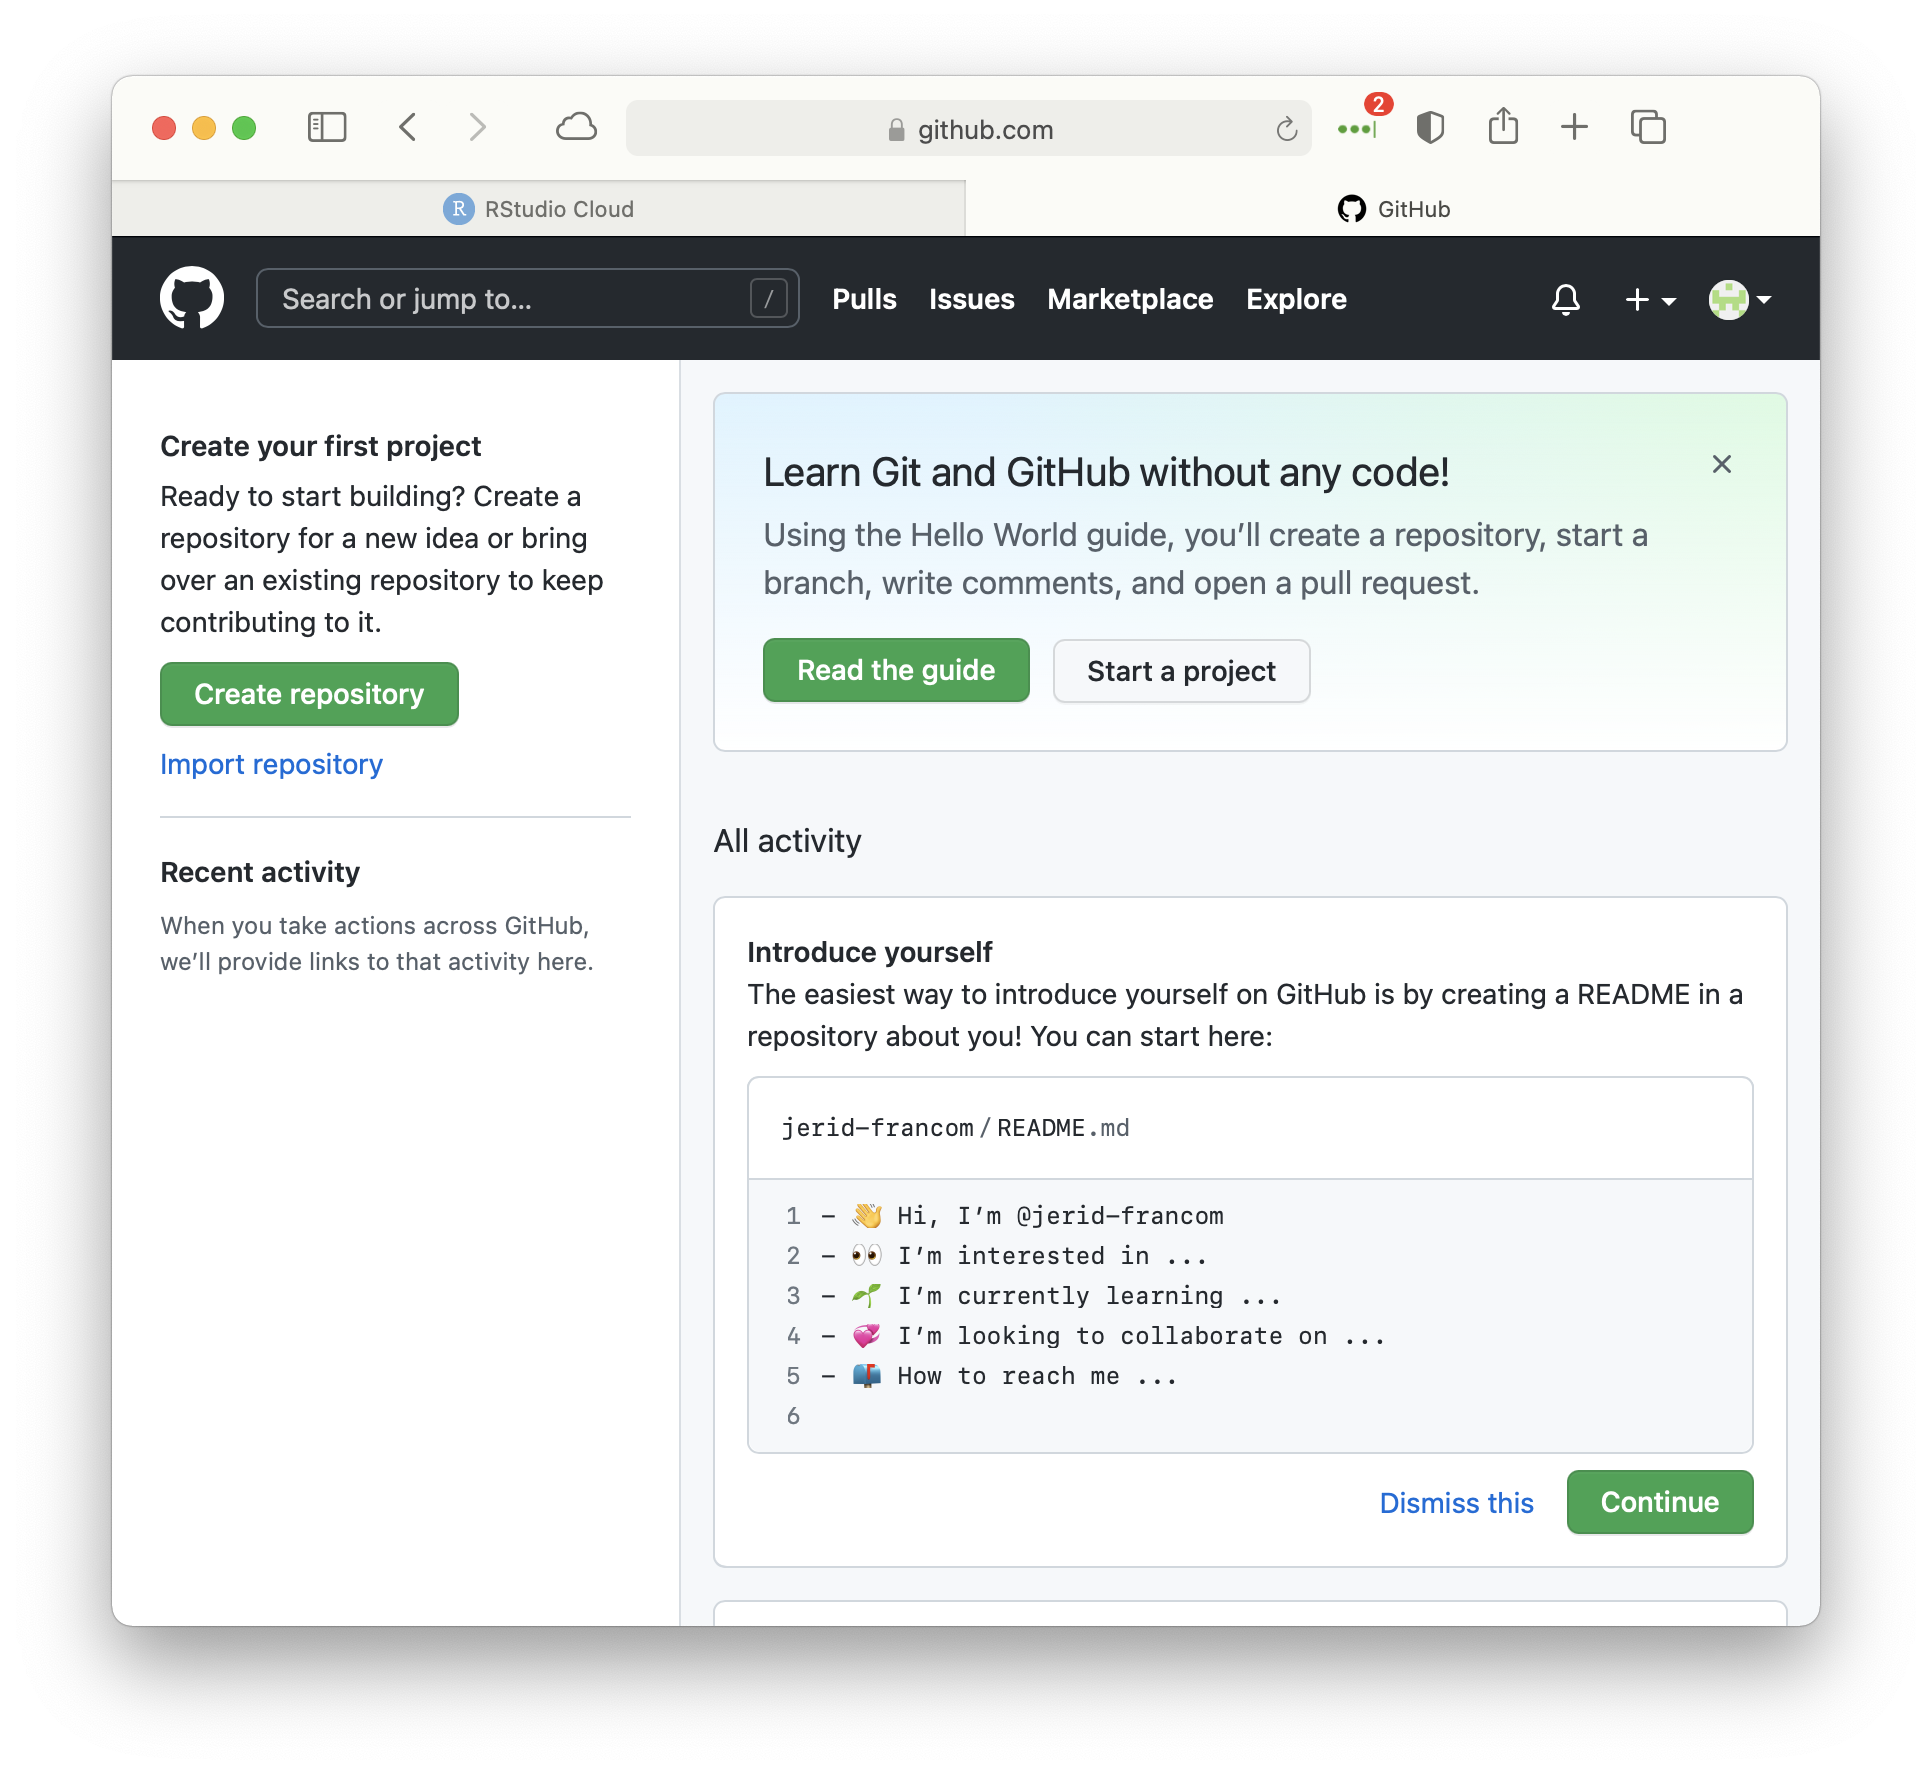 github.com
2
R RStudio Cloud
GitHub
Search or jump to...
/
Pulls
Issues
Marketplace
Explore
Create your first project
Ready to start building? Create a
repository for a new idea or bring
over an existing repository to keep
contributing to it.
Create repository
Import repository
Recent activity
When you take actions across GitHub,
we’ll provide links to that activity here.
Learn Git and GitHub without any code!
Using the Hello World guide, you’ll create a repository, start a
branch, write comments, and open a pull request.
Read the guide
Start a project
All activity
Introduce yourself
The easiest way to introduce yourself on GitHub is by creating a README in a
repository about you! You can start here:
jerid-francom/README.md
1 - 👋 Hi, I’m @jerid-francom
2 - 👀 I’m interested in ...
3 - 🌱 I’m currently learning ...
4 - 💞️ I’m looking to collaborate on ...
5 - 📫 How to reach me ...
6
Dismiss this
Continue